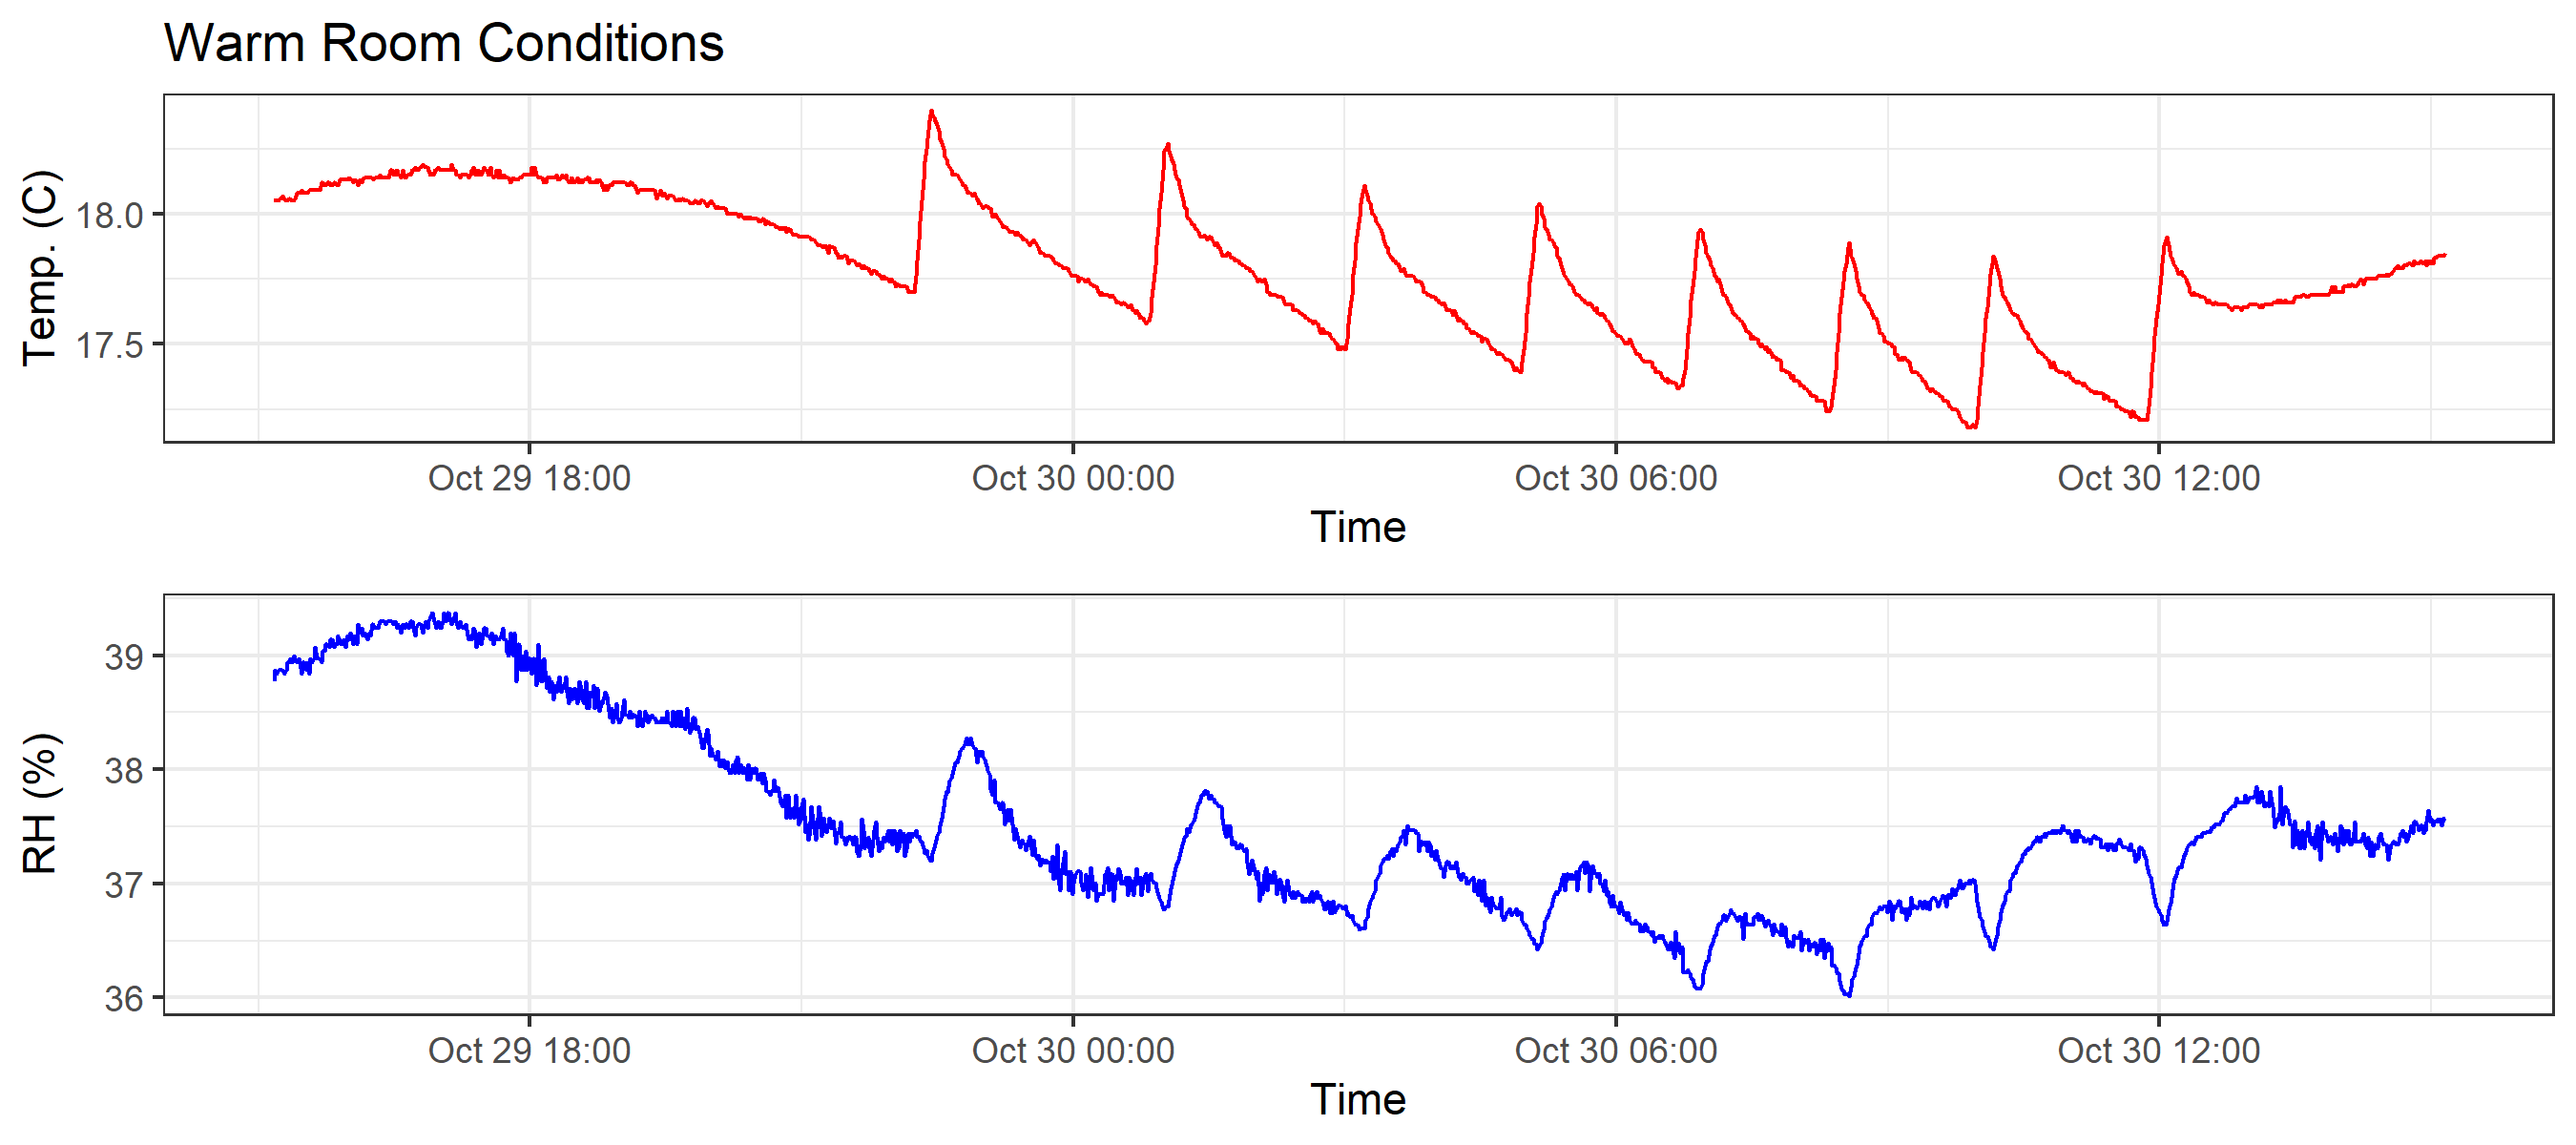 Warm Room Conditions
Temp. (C)
18.0
17.5
Oct 29 18:00 Oct 30 00:00 Oct 30 06:00 Oct 30 12:00
Time
RH (%)
39
38
37
36
Oct 29 18:00 Oct 30 00:00 Oct 30 06:00 Oct 30 12:00
Time